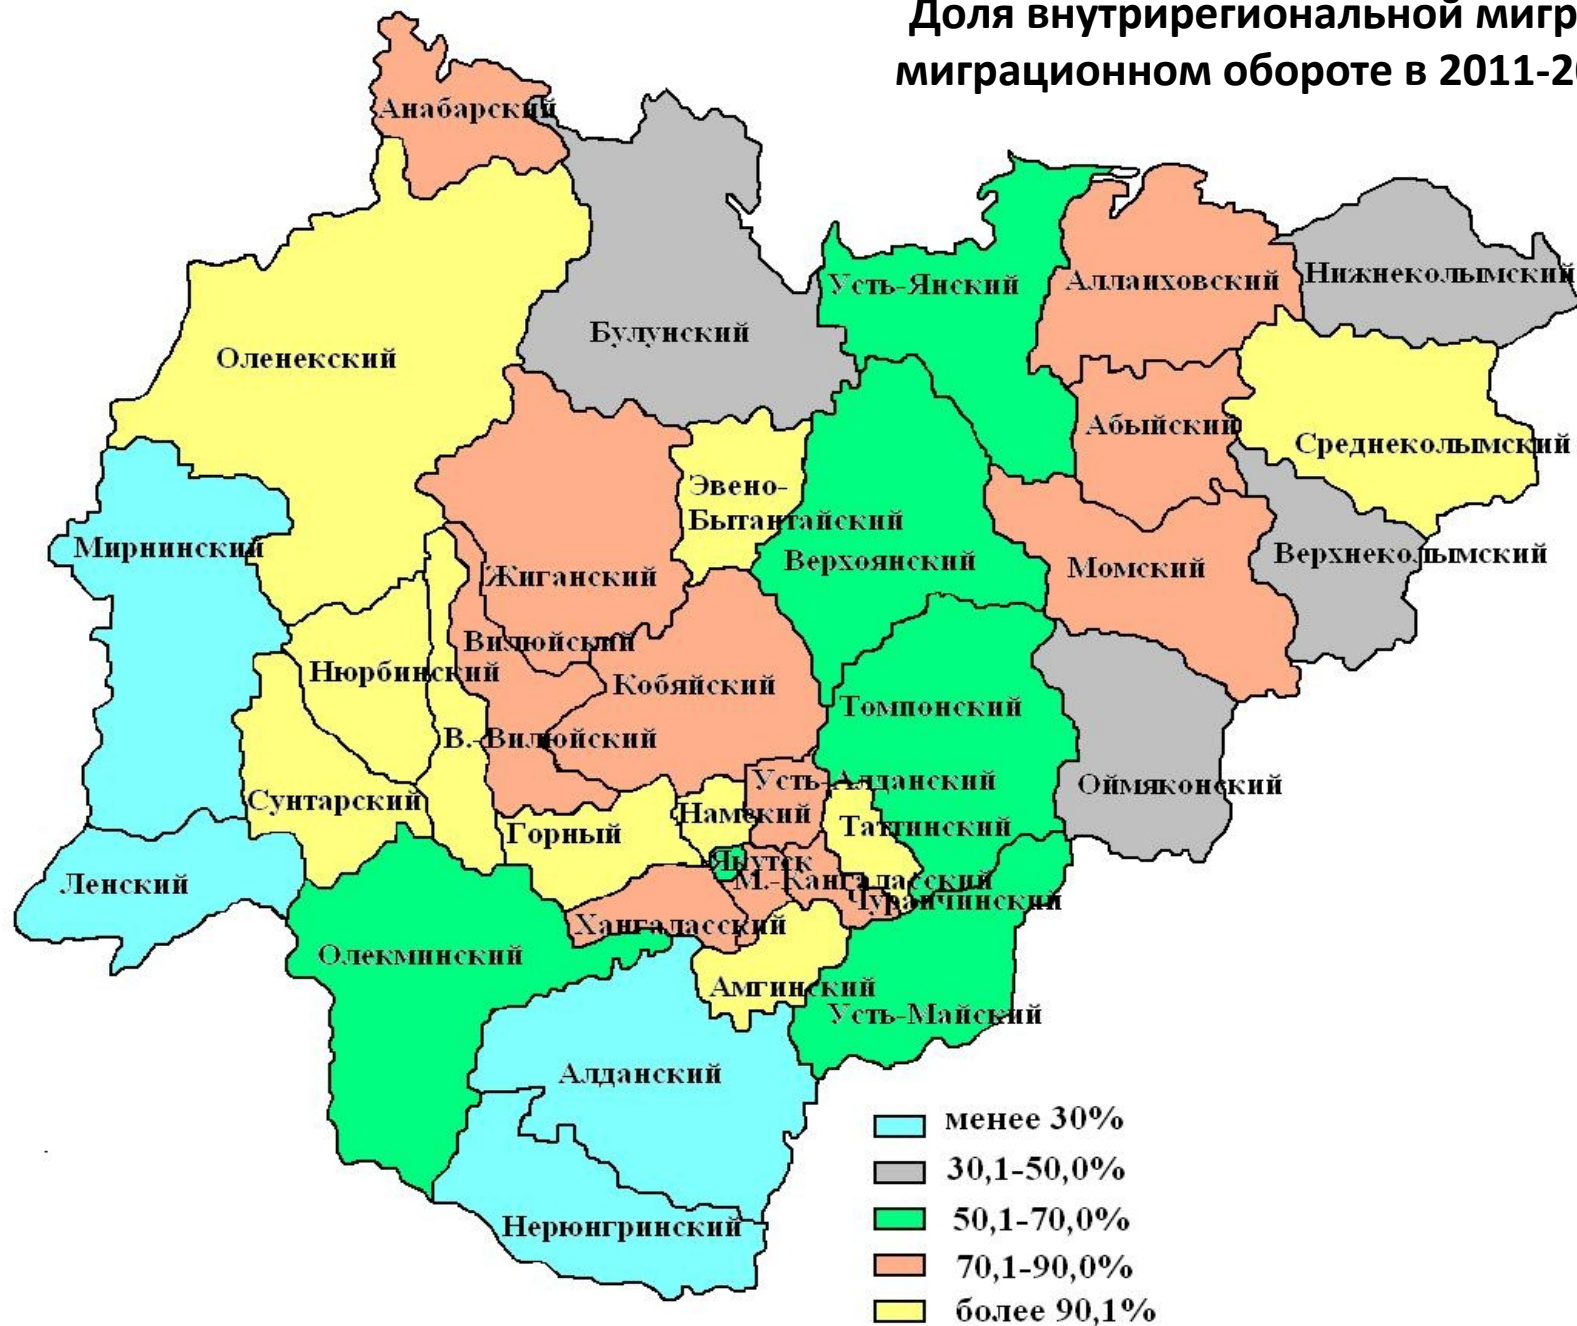 Доля внутрирегиональной мигр
миграционном обороте в 2011-20
Анабарский
Усть-Янский
Аллаиховский
Нижнеколымский
Булунский
Оленекский
Абыйский
Среднеколымский
Эвено-
Бытантайский
Мирнинский
Верхоянский
Момский
Верхнеколымский
Жиганский
Вилюйский
Нюрбинский
Кобяйский
Томпонский
В.-Вилюйский
Усть-Алданский
Оймяконский
Сунтарский
Намский
Горный
Таттинский
Якутск
Ленский
М.-Кангаласский
Чурапчинский
Хангаласский
Олекминский
Амгинский
Усть-Майский
Алданский
Нерюнгринский
менее 30%
30,1-50,0%
50,1-70,0%
70,1-90,0%
более 90,1%